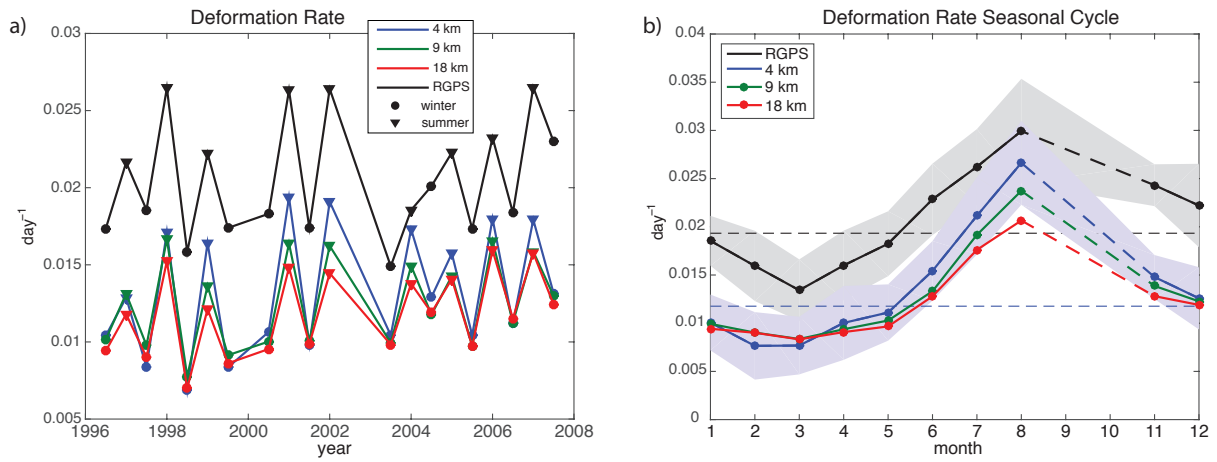 a)
Deformation Rate
0.03
0.025
0.02
0.015
0.01
0.005
day⁻¹
4 km
9 km
18 km
RGPS
winter
summer
1996
1998
2000
2002
2004
2006
2008
year
b)
Deformation Rate Seasonal Cycle
0.04
0.035
0.03
0.025
0.02
0.015
0.01
0.005
0
day⁻¹
RGPS
4 km
9 km
18 km
1
2
3
4
5
6
7
8
9
10
11
12
month